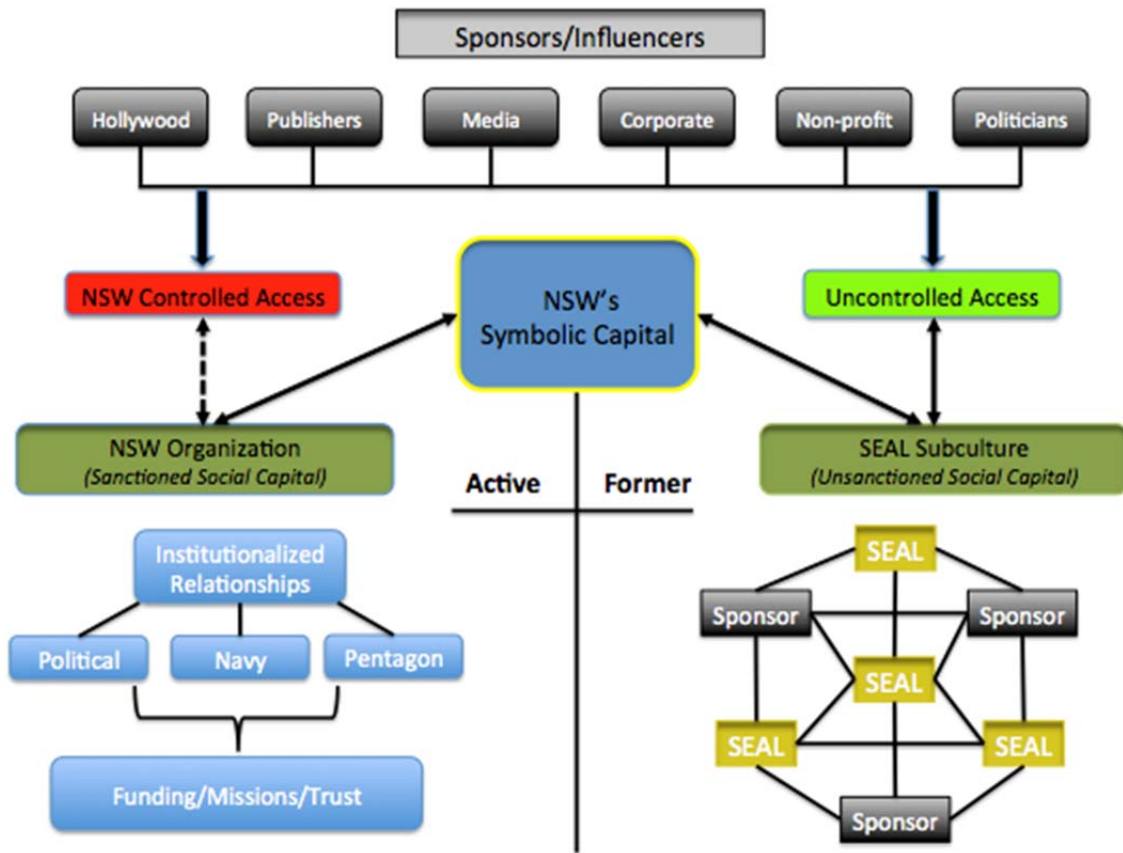 Sponsors/Influencers
Hollywood
Publishers
Media
Corporate
Non-profit
Politicians
NSW Controlled Access
NSW's
Symbolic Capital
Uncontrolled Access
NSW Organization
(Sanctioned Social Capital)
SEAL Subculture
(Unsanctioned Social Capital)
Active
Former
Institutionalized
Relationships
Political
Navy
Pentagon
Funding/Missions/Trust
SEAL
Sponsor
Sponsor
SEAL
SEAL
SEAL
Sponsor